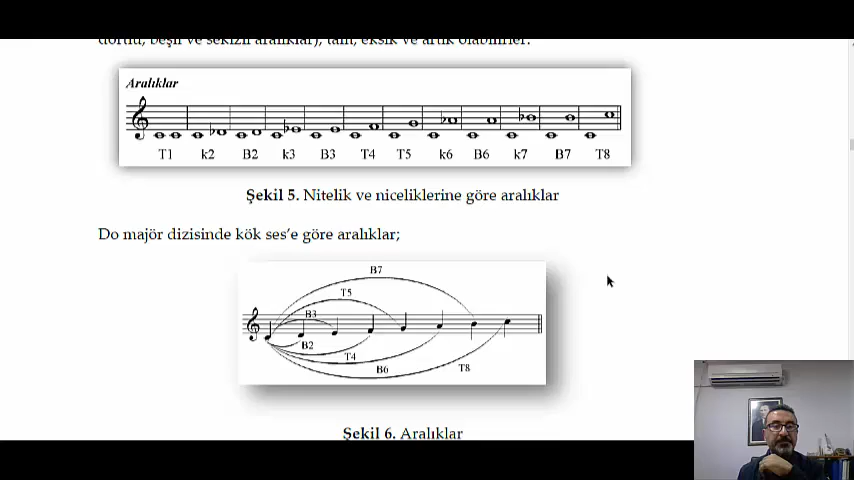 dörtlü, beşli ve sekizli aralıklar), tam, eksik ve artık olabilirler.
Aralıklar
T1 k2 B2 k3 B3 T4 T5 k6 B6 k7 B7 T8
Şekil 5. Nitelik ve niceliklerine göre aralıklar
Do majör dizisinde kök ses'e göre aralıklar;
B7
T5
B3
B2
T4
B6
T8
Şekil 6. Aralıklar